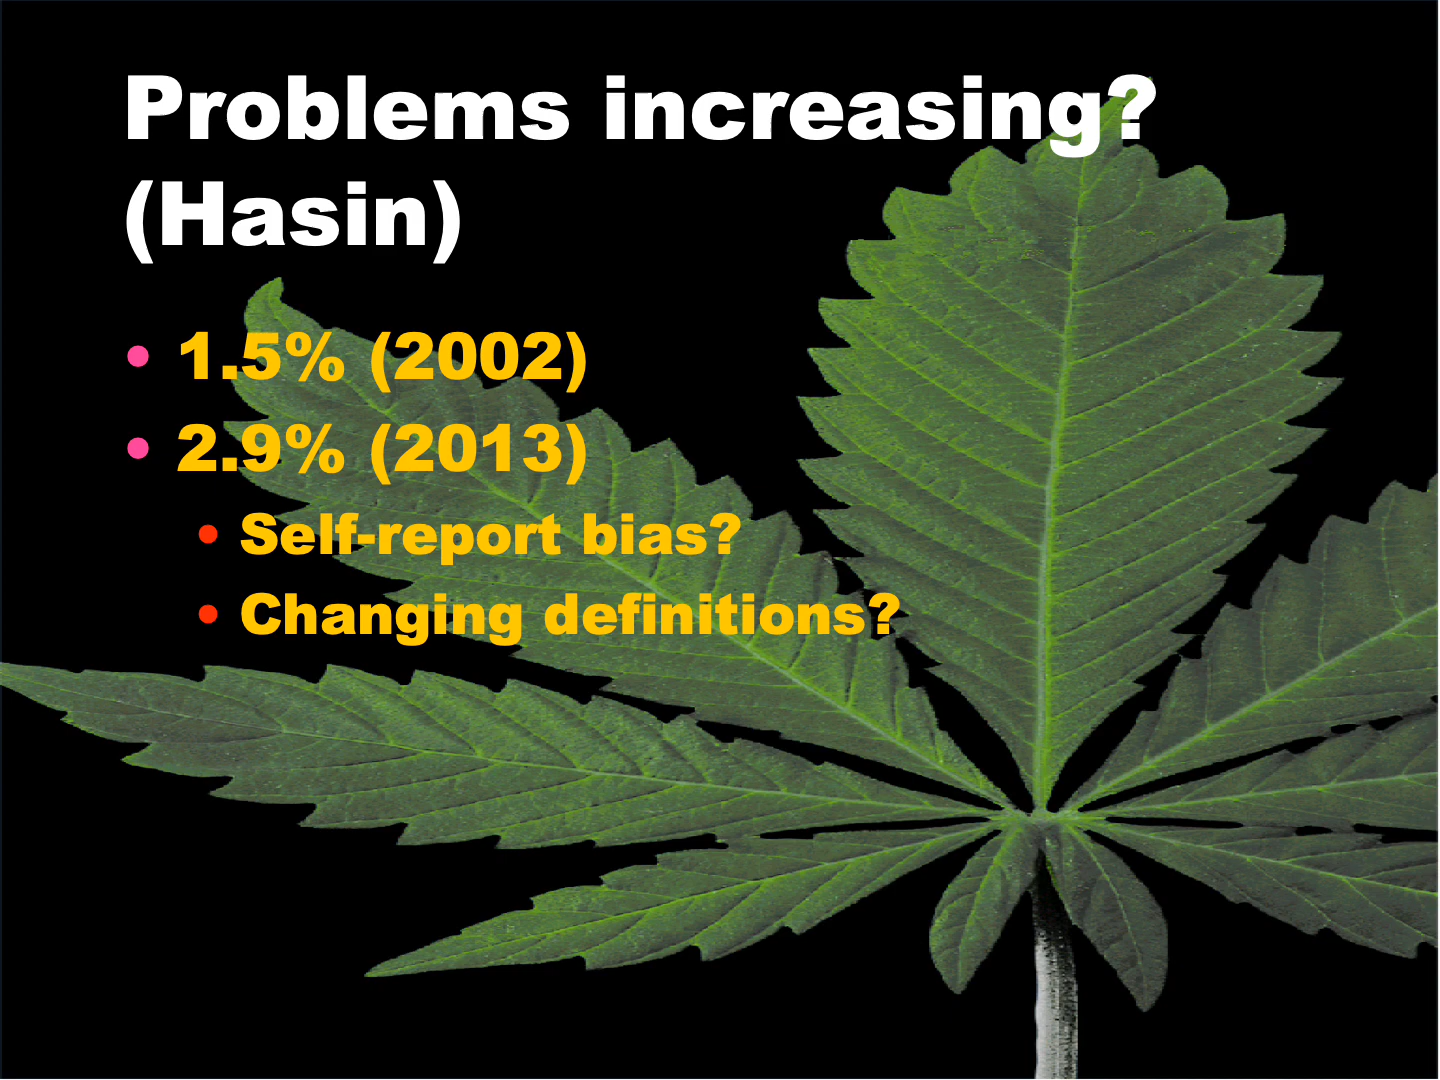 Problems increasing?
(Hasin)
• 1.5% (2002)
• 2.9% (2013)
• Self-report bias?
• Changing definitions?